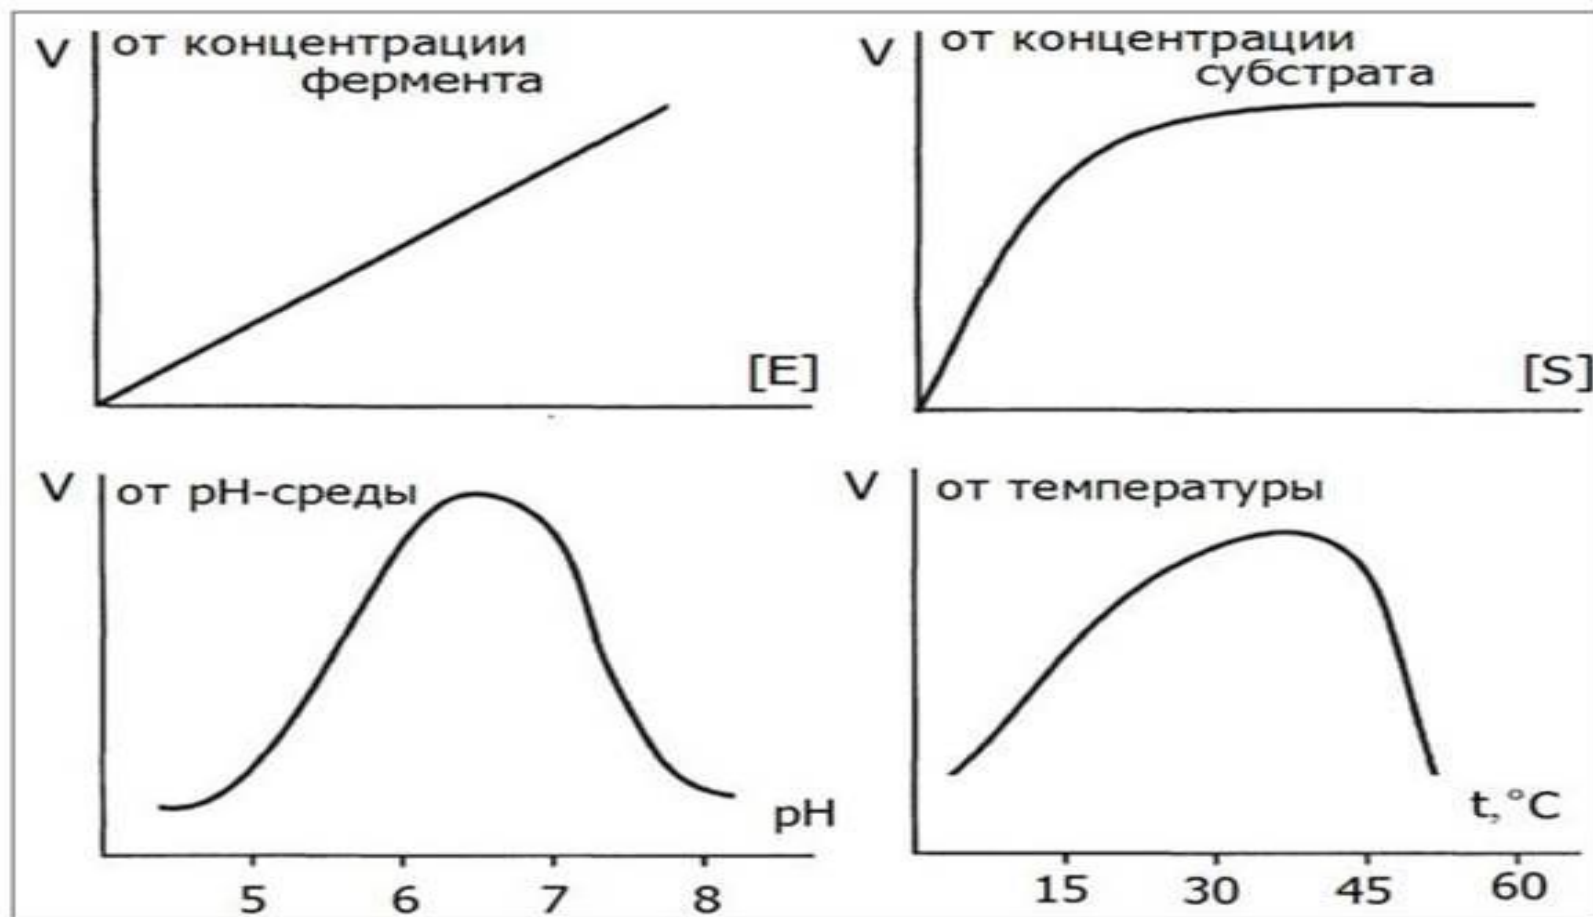 V от концентрации
фермента
[E]
V от концентрации
субстрата
[S]
V от pH-среды
pH
5 6 7 8
V от температуры
t,°C
15 30 45 60